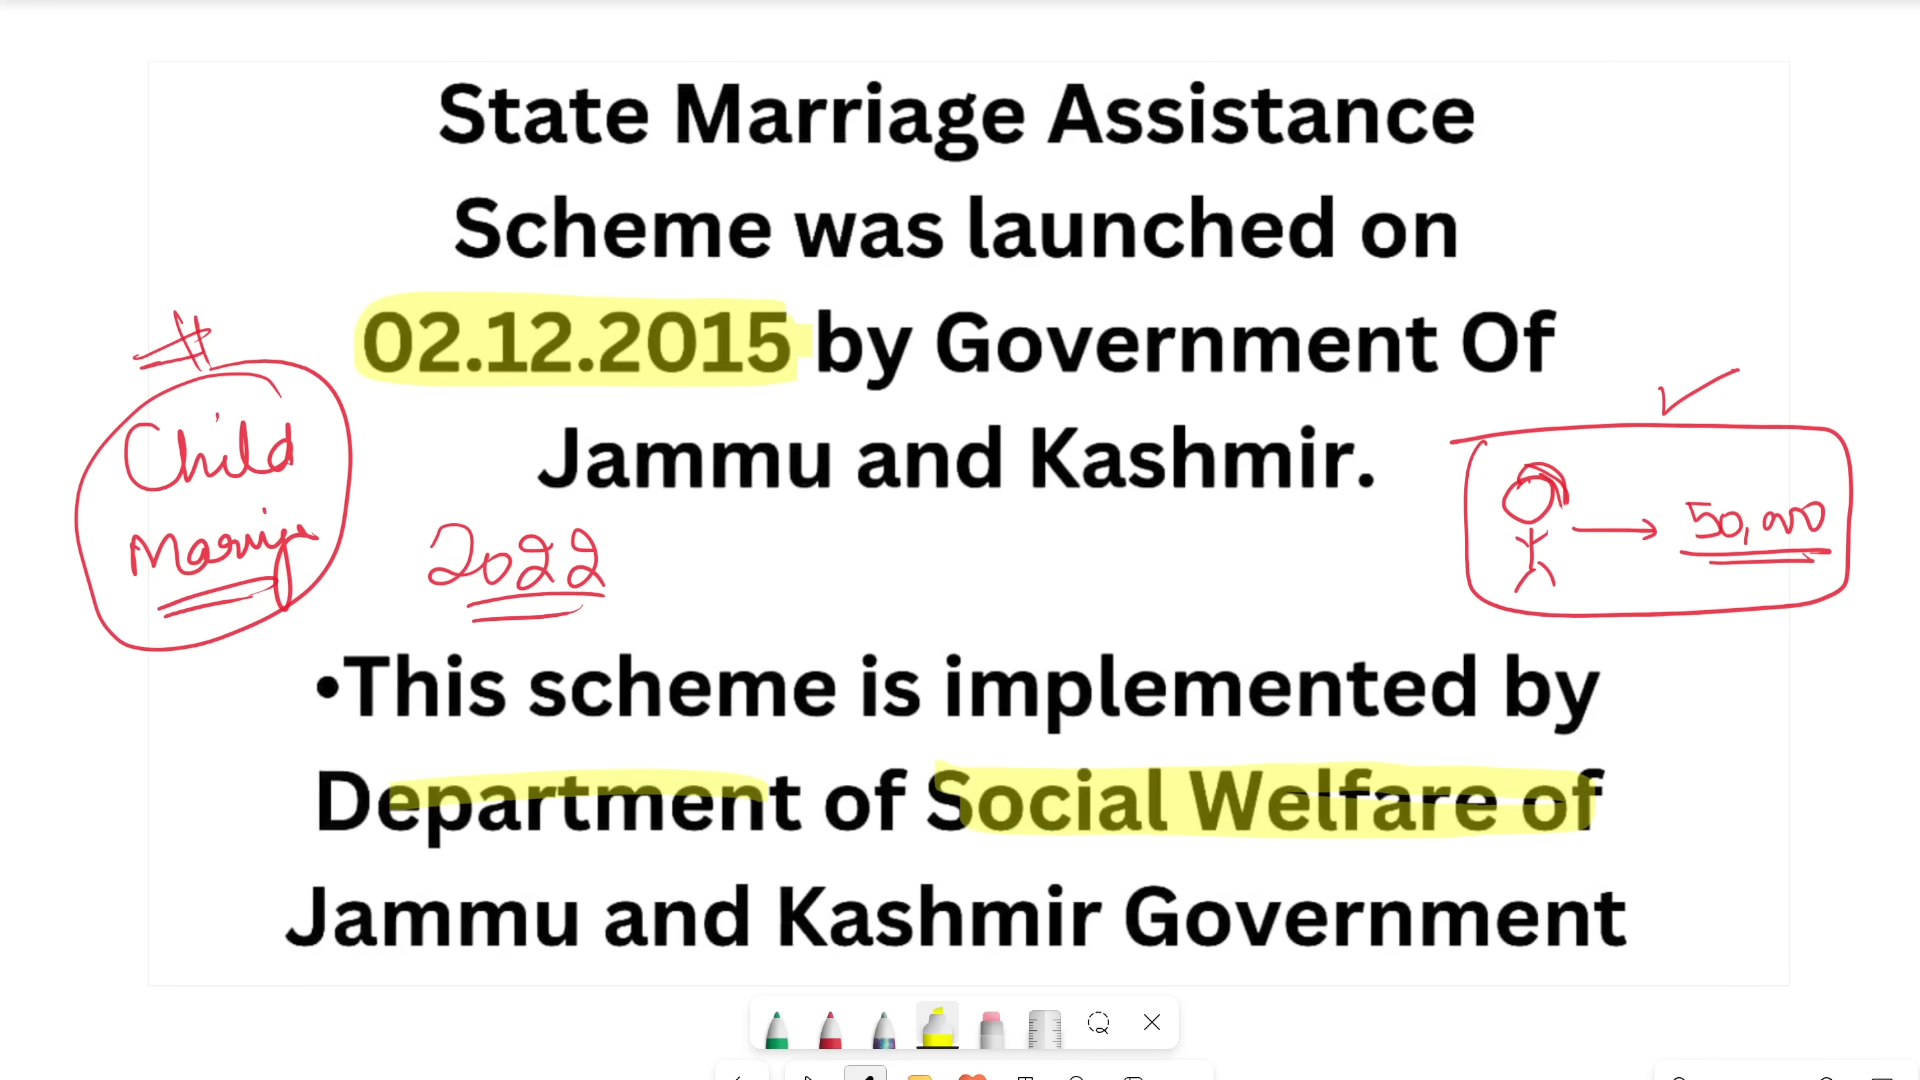 State Marriage Assistance
Scheme was launched on
02.12.2015 by Government Of
Jammu and Kashmir.
Child
2022
50,000
•This scheme is implemented by
Department of Social Welfare of
Jammu and Kashmir Government